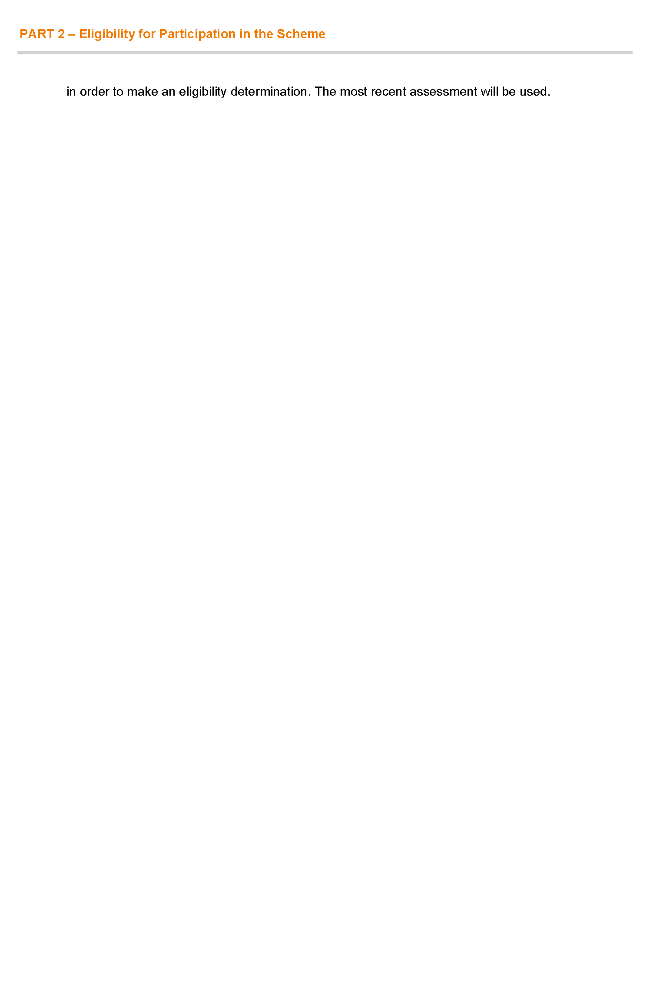 PART 2 – Eligibility for Participation in the Scheme
in order to make an eligibility determination. The most recent assessment will be used.